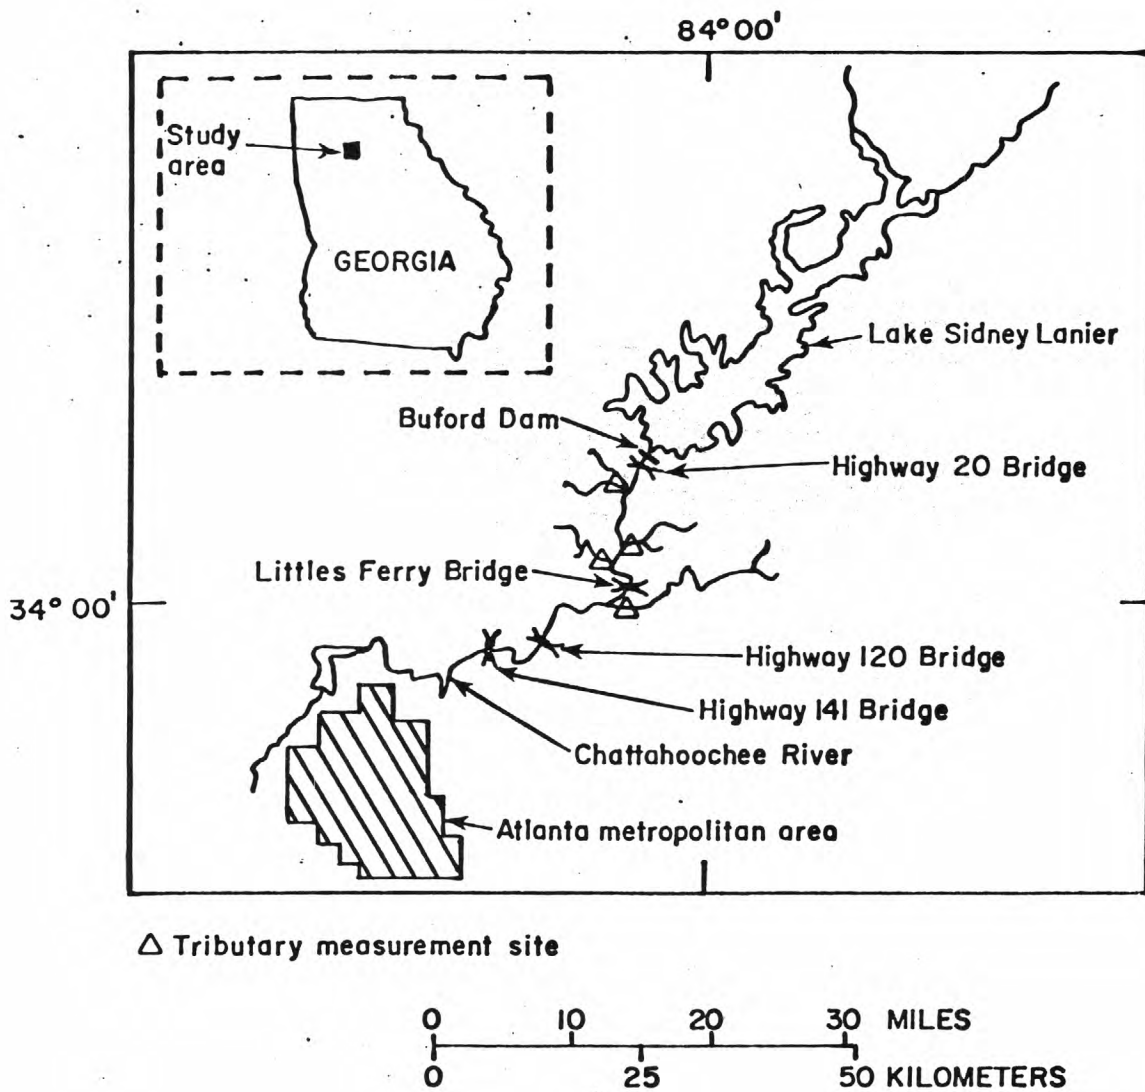 84°00'
Study
area
GEORGIA
Lake Sidney Lanier
Buford Dam
Highway 20 Bridge
Littles Ferry Bridge
34°00'
Highway 120 Bridge
Highway 141 Bridge
Chattahoochee River
Atlanta metropolitan area
△ Tributary measurement site
0 10 20 30 MILES
0 25 50 KILOMETERS